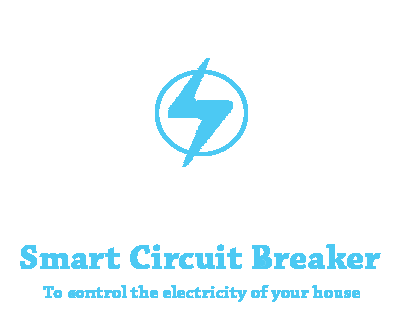 Smart Circuit Breaker
To control the electricity of your house